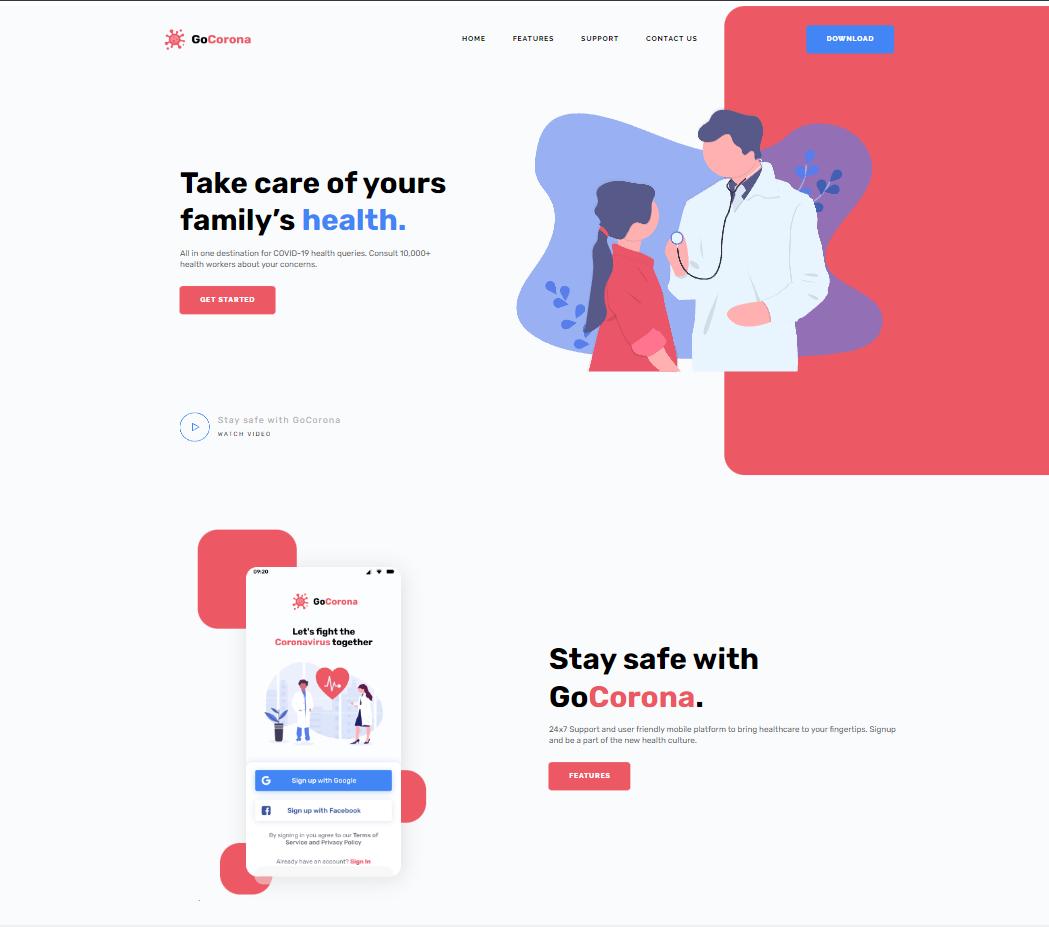 GoCorona
HOME FEATURES SUPPORT CONTACT US DOWNLOAD
Take care of yours
family's health.
All in one destination for COVID-19 health queries. Consult 10,000+
health workers about your concerns.
GET STARTED
Stay safe with GoCorona
WATCH VIDEO
09:20
GoCorona
Let's fight the
Coronavirus together
Sign up with Google
Sign up with Facebook
By signing in you agree to our Terms of
Service and Privacy Policy
Already have an account? Sign In
Stay safe with
GoCorona.
24x7 Support and user friendly mobile platform to bring healthcare to your fingertips. Signup
and be a part of the new health culture.
FEATURES